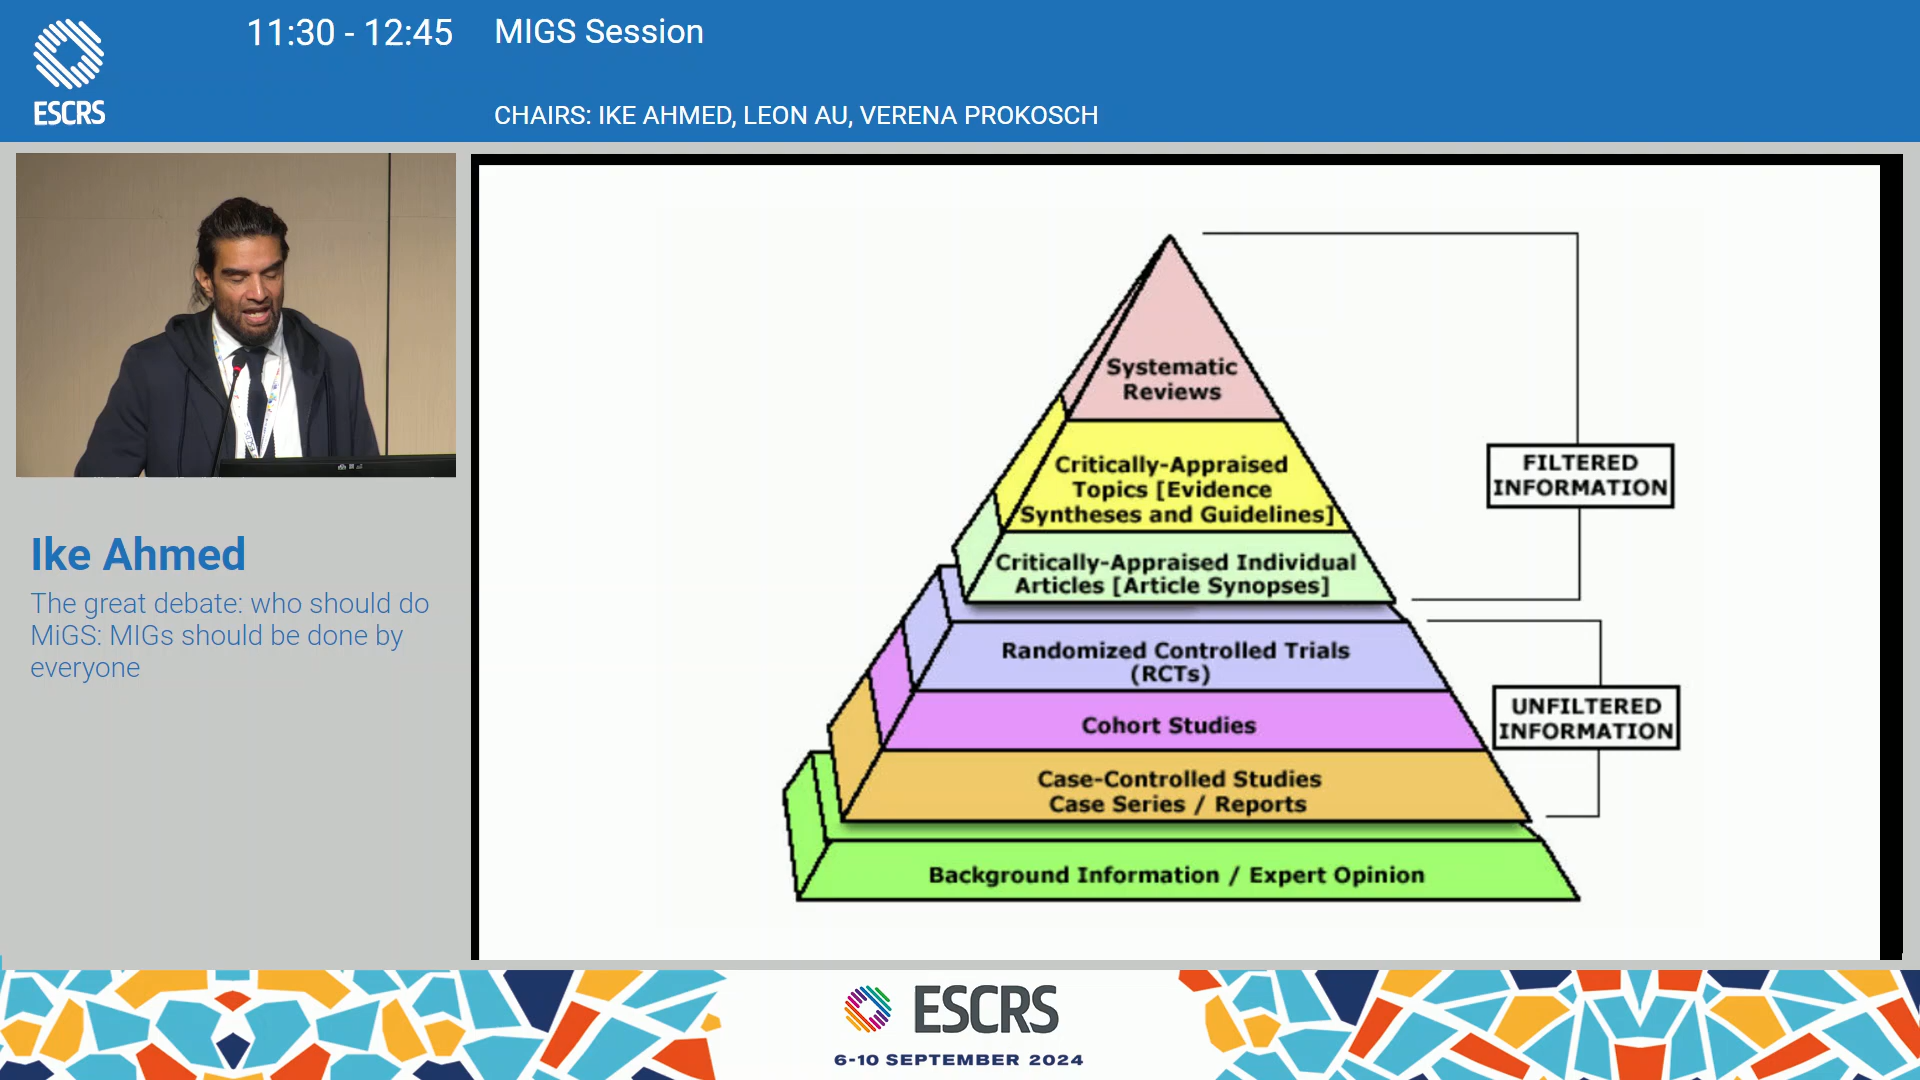 11:30 - 12:45
MIGS Session
ESCRS
CHAIRS: IKE AHMED, LEON AU, VERENA PROKOSCH
Ike Ahmed
The great debate: who should do
MiGS: MIGs should be done by
everyone
Systematic
Reviews
Critically-Appraised
Topics [Evidence
Syntheses and Guidelines]
Critically-Appraised Individual
Articles [Article Synopses]
FILTERED
INFORMATION
Randomized Controlled Trials
(RCTs)
Cohort Studies
Case-Controlled Studies
Case Series / Reports
UNFILTERED
INFORMATION
Background Information / Expert Opinion
ESCRS
6-10 SEPTEMBER 2024